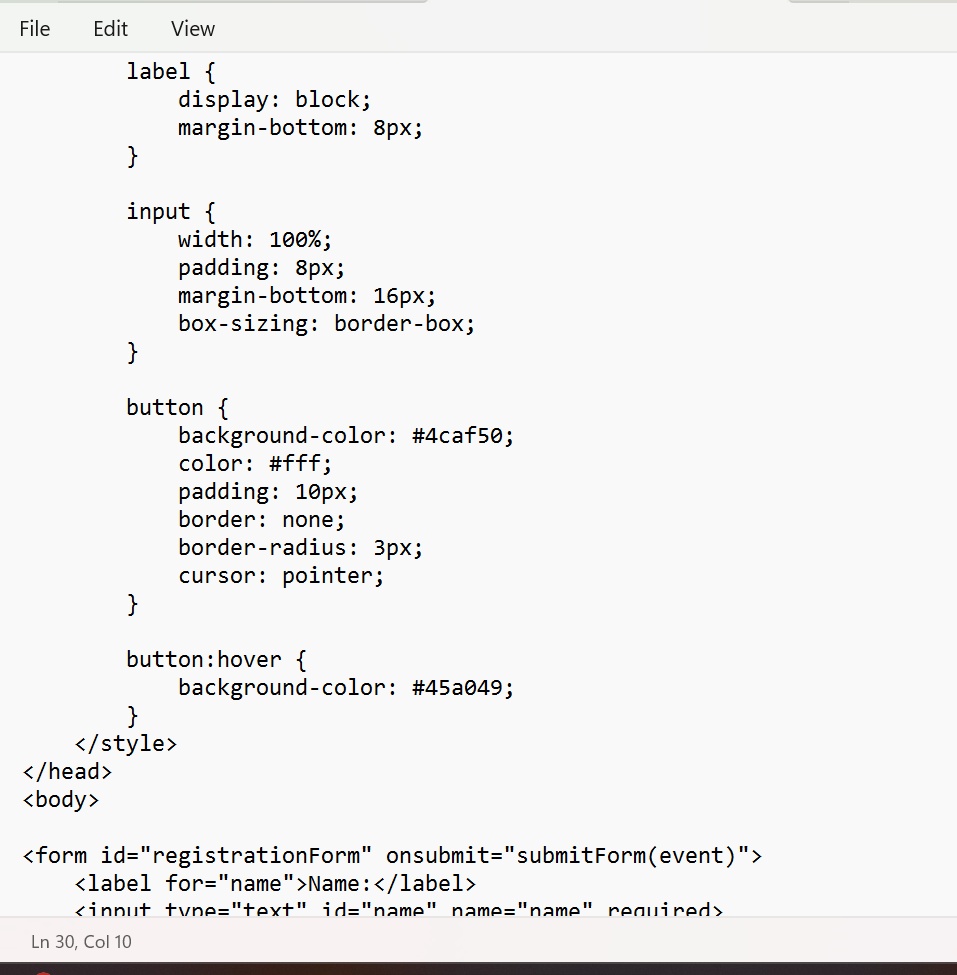 File Edit View
label {
display: block;
margin-bottom: 8px;
}
input {
width: 100%;
padding: 8px;
margin-bottom: 16px;
box-sizing: border-box;
}
button {
background-color: #4caf50;
color: #fff;
padding: 10px;
border: none;
border-radius: 3px;
cursor: pointer;
}
button:hover {
background-color: #45a049;
}
</style>
</head>
<body>
<form id="registrationForm" onsubmit="submitForm(event)">
<label for="name">Name:</label>
<input type="text" id="name" name="name" required>
Ln 30, Col 10